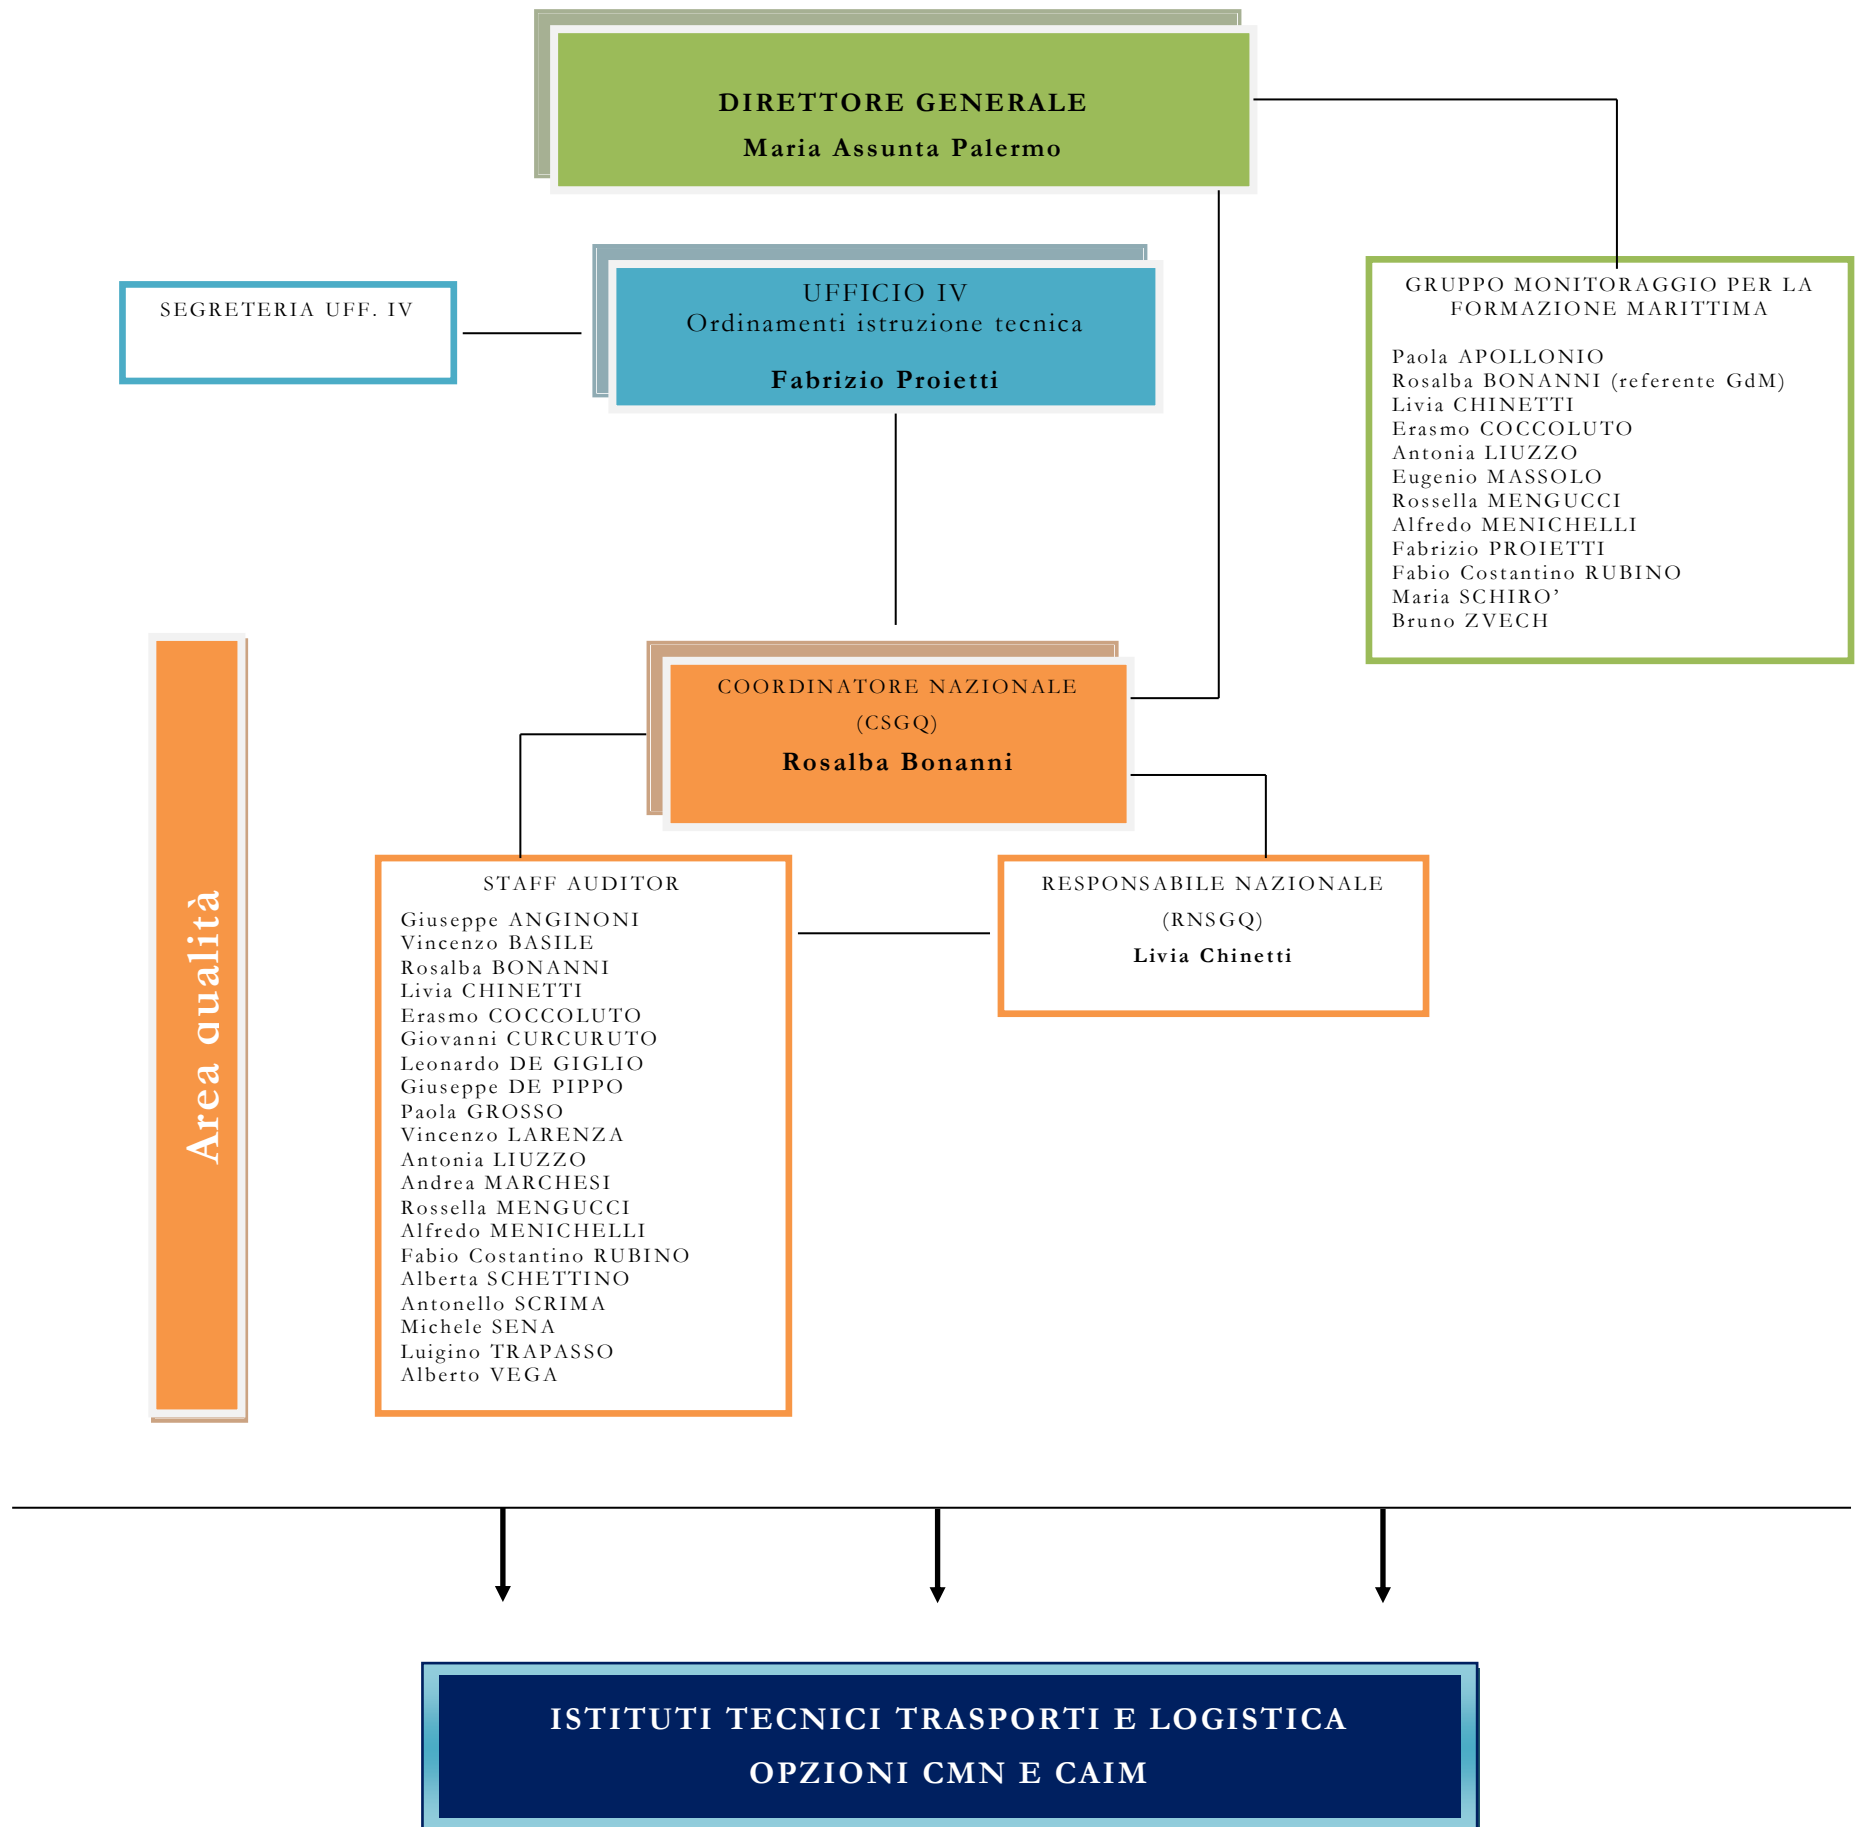 DIRETTORE GENERALE
Maria Assunta Palermo
SEGRETERIA UFF. IV
UFFICIO IV
Ordinamenti istruzione tecnica
Fabrizio Proietti
GRUPPO MONITORAGGIO PER LA
FORMAZIONE MARITTIMA
Paola APOLLONIO
Rosalba BONANNI (referente GdM)
Livia CHINETTI
Erasmo COCCOLUTO
Antonia LIUZZO
Eugenio MASSOLO
Rossella MENGUCCI
Alfredo MENICHELLI
Fabrizio PROIETTI
Fabio Costantino RUBINO
Maria SCHIRO’
Bruno ZVECH
Area qualità
COORDINATORE NAZIONALE
(CSGQ)
Rosalba Bonanni
STAFF AUDITOR
Giuseppe ANGINONI
Vincenzo BASILE
Rosalba BONANNI
Livia CHINETTI
Erasmo COCCOLUTO
Giovanni CURCURUTO
Leonardo DE GIGLIO
Giuseppe DE PIPPO
Paola GROSSO
Vincenzo LARENZA
Antonia LIUZZO
Andrea MARCHESI
Rossella MENGUCCI
Alfredo MENICHELLI
Fabio Costantino RUBINO
Alberta SCHETTINO
Antonello SCRIMA
Michele SENA
Luigino TRAPASSO
Alberto VEGA
RESPONSABILE NAZIONALE
(RNSGQ)
Livia Chinetti
ISTITUTI TECNICI TRASPORTI E LOGISTICA
OPZIONI CMN E CAIM